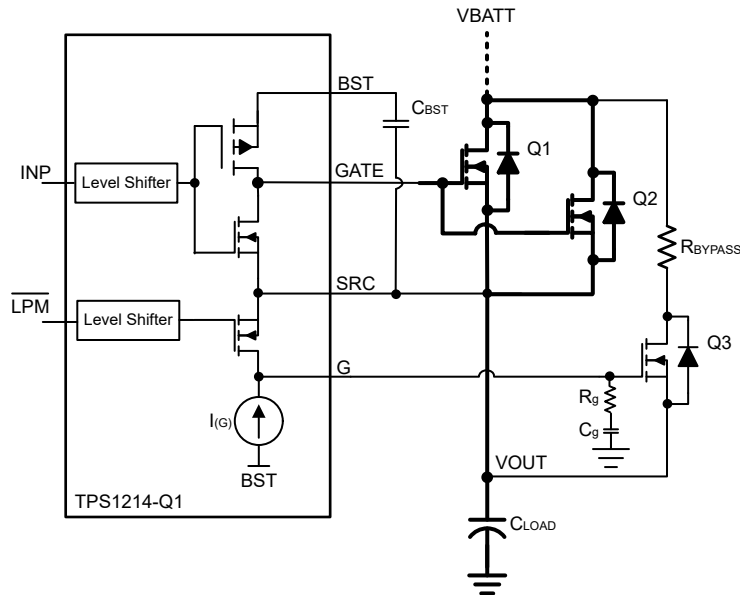 VBATT
BST
CBST
Q1
INP
Level Shifter
GATE
Q2
RBYPASS
SRC
LPM
Level Shifter
Q3
G
Rg
Cg
I(G)
VOUT
BST
TPS1214-Q1
CLOAD